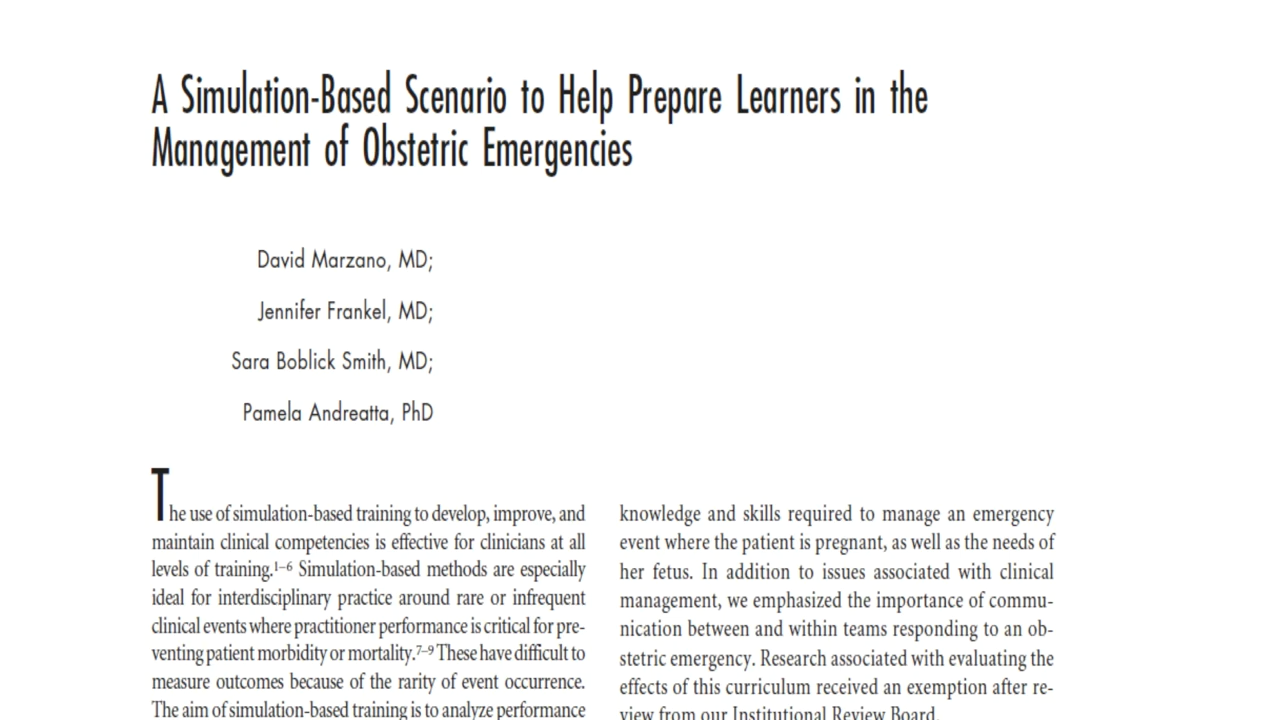 A Simulation-Based Scenario to Help Prepare Learners in the
Management of Obstetric Emergencies
David Marzano, MD;
Jennifer Frankel, MD;
Sara Boblick Smith, MD;
Pamela Andreatta, PhD
The use of simulation-based training to develop, improve, and
maintain clinical competencies is effective for clinicians at all
levels of training.1–6 Simulation-based methods are especially
ideal for interdisciplinary practice around rare or infrequent
clinical events where practitioner performance is critical for pre-
venting patient morbidity or mortality.7–9 These have difficult to
measure outcomes because of the rarity of event occurrence.
The aim of simulation-based training is to analyze performance
knowledge and skills required to manage an emergency
event where the patient is pregnant, as well as the needs of
her fetus. In addition to issues associated with clinical
management, we emphasized the importance of commu-
nication between and within teams responding to an ob-
stetric emergency. Research associated with evaluating the
effects of this curriculum received an exemption after re-
view from our Institutional Review Board.